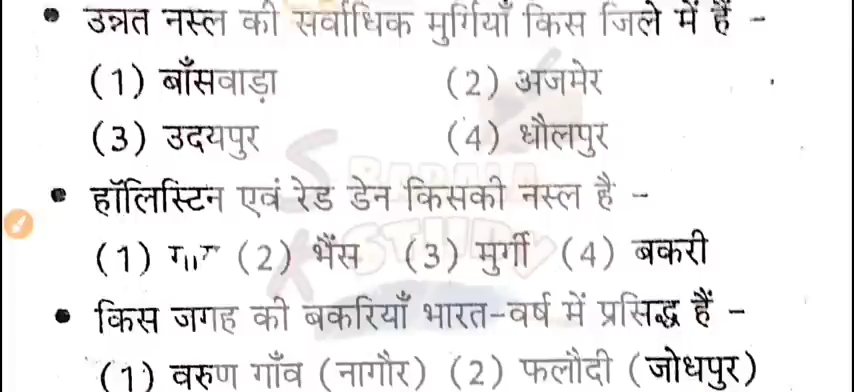 • उन्नत नस्ल की सर्वाधिक मुर्गियाँ किस जिले में हैं -
(1) बाँसवाड़ा (2) अजमेर
(3) उदयपुर (4) धौलपुर
• हॉलिस्टिन एवं रेड डेन किसकी नस्ल है -
(1) (2) भैंस (3) मुर्गी (4) बकरी
• किस जगह की बकरियाँ भारत-वर्ष में प्रसिद्ध हैं -
(1) वरुण गाँव (नागौर) (2) फलौदी (जोधपुर)